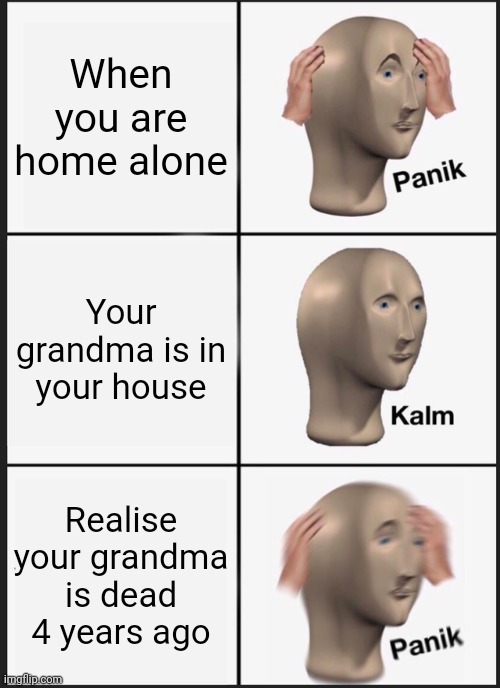 When
you are
home alone
Panik
Your
grandma is in
your house
Kalm
Realise
your grandma
is dead
4 years ago
Panik
imgflip.com